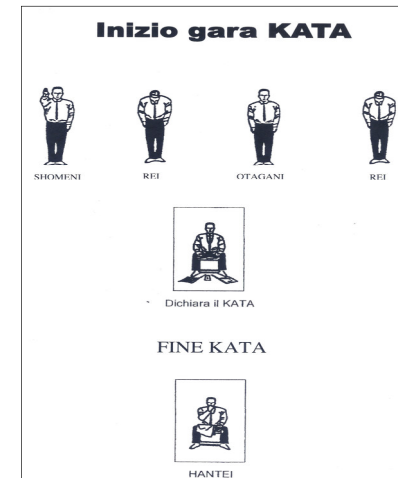 Inizio gara KATA
SHOMENI REI OTAGANI REI
Dichiara il KATA
FINE KATA
HANTEI